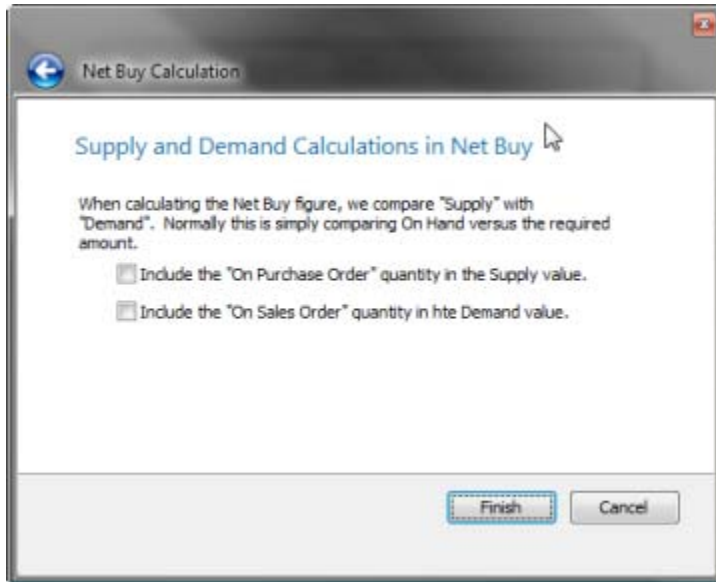 Net Buy Calculation
Supply and Demand Calculations in Net Buy
When calculating the Net Buy figure, we compare "Supply" with
"Demand".  Normally this is simply comparing On Hand versus the required
amount.
Include the "On Purchase Order" quantity in the Supply value.
Include the "On Sales Order" quantity in hte Demand value.
Finish
Cancel